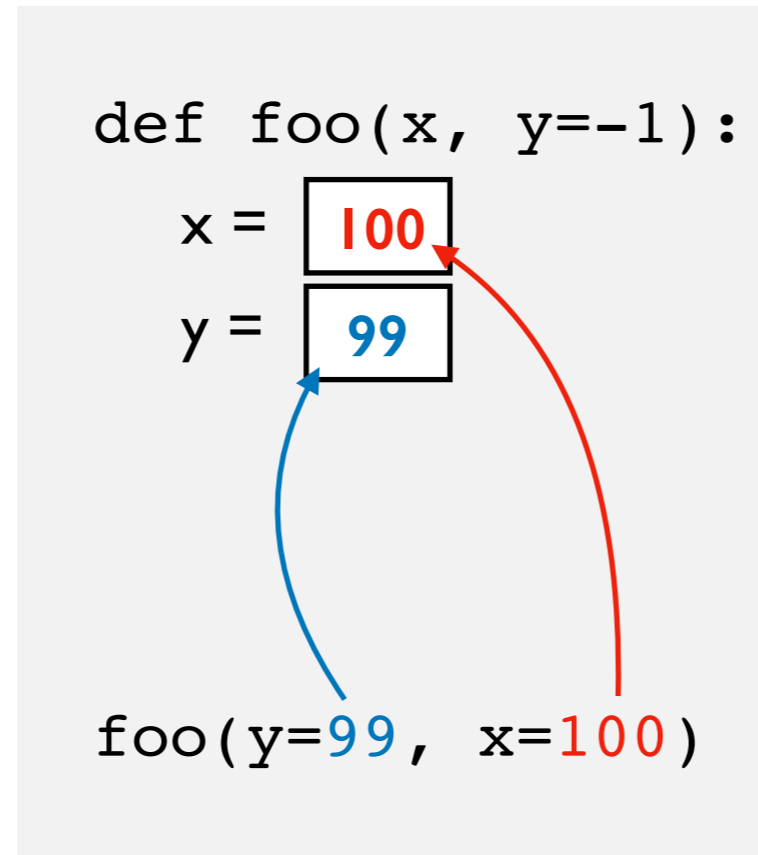 def foo(x, y=-1):
x = 100
y = 99
foo(y=99, x=100)